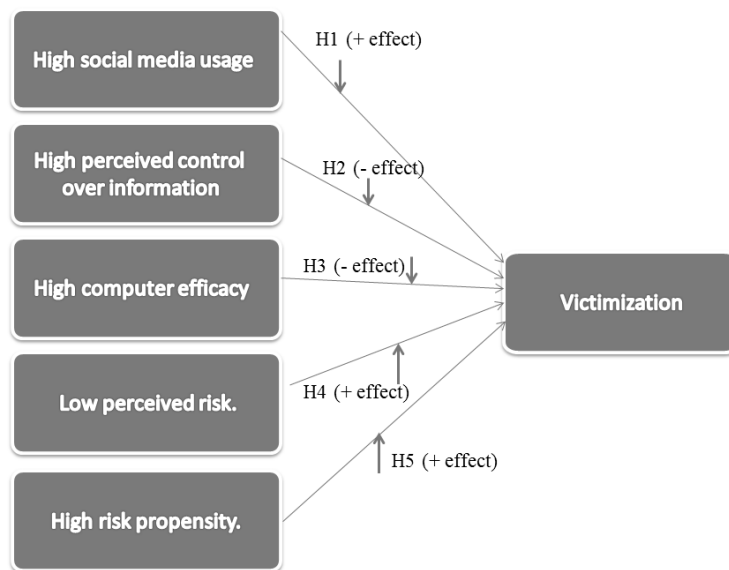 High social media usage
H1 (+ effect)
High perceived control
over information
H2 (- effect)
High computer efficacy
H3 (- effect)
Victimization
Low perceived risk.
H4 (+ effect)
High risk propensity.
H5 (+ effect)